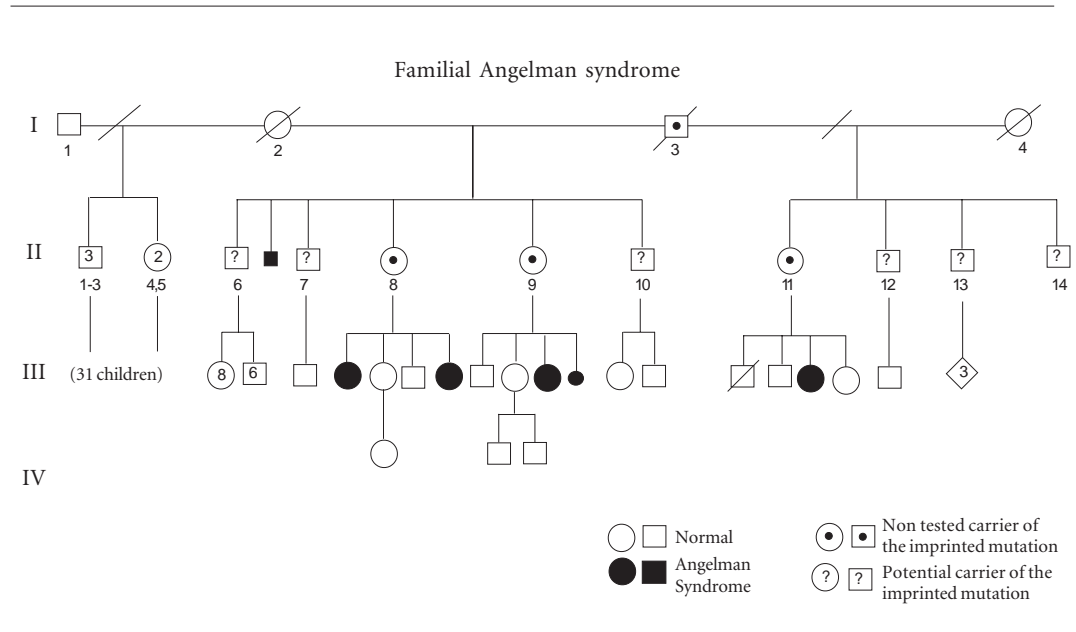 Familial Angelman syndrome
I
1
2
3
4
II
3
2
?
?
?
?
?
?
1-3
4,5
6
7
8
9
10
11
12
13
14
III
(31 children)
8
6
3
IV
Normal
Angelman
Syndrome
Non tested carrier of
the imprinted mutation
? ?
Potential carrier of the
imprinted mutation